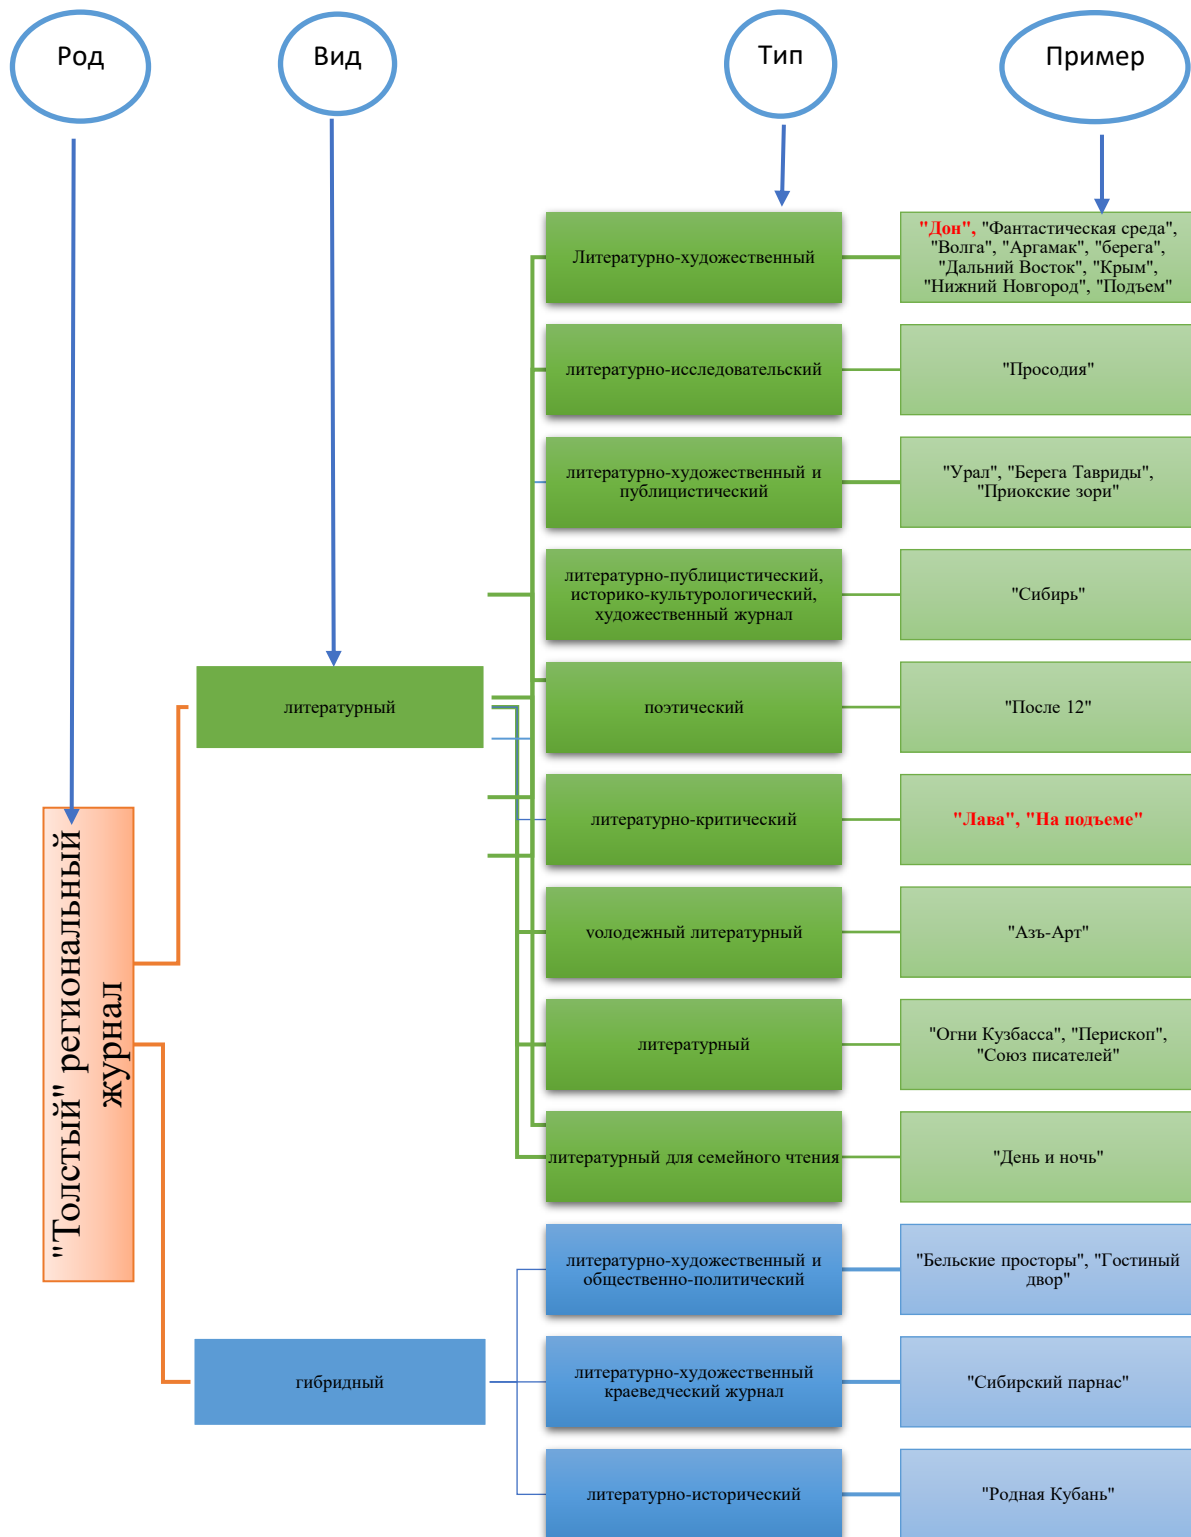 Род
Вид
Тип
Пример
Литературно-художественный
"Дон", "Фантастическая среда",
"Волга", "Аргамак", "берега",
"Дальний Восток", "Крым",
"Нижний Новгород", "Подъем"
литературно-исследовательский
"Просодия"
литературно-художественный и
публицистический
"Урал", "Берега Тавриды",
"Приокские зори"
литературно-публицистический,
историко-культурологический,
художественный журнал
"Сибирь"
литературный
поэтический
"После 12"
литературно-критический
"Лава", "На подъеме"
vолодежный литературный
"Азъ-Арт"
"Толстый" региональный
журнал
литературный
"Огни Кузбасса", "Перископ",
"Союз писателей"
литературный для семейного чтения
"День и ночь"
литературно-художественный и
общественно-политический
"Бельские просторы", "Гостиный
двор"
гибридный
литературно-художественный
краеведческий журнал
"Сибирский парнас"
литературно-исторический
"Родная Кубань"